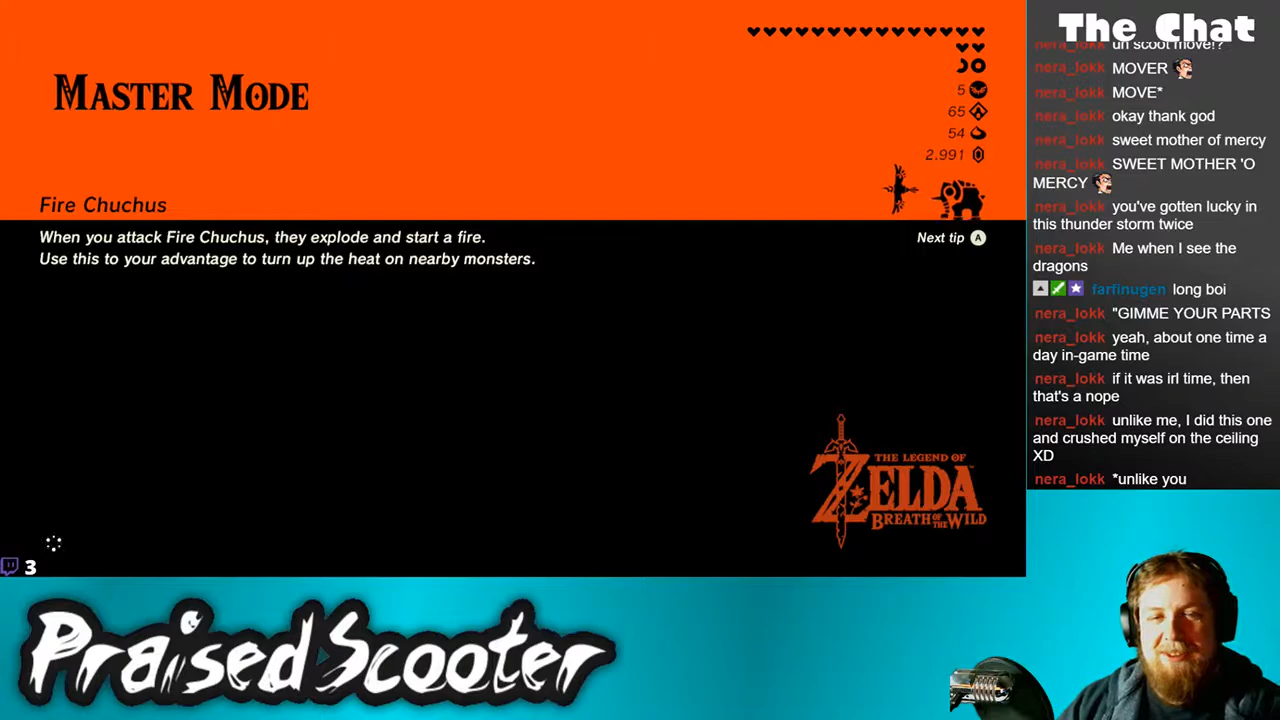 Master Mode
5
65
54
2.991
Fire Chuchus
When you attack Fire Chuchus, they explode and start a fire.
Use this to your advantage to turn up the heat on nearby monsters.
Next tip A
THE LEGEND OF
ZELDA
BREATH OF THE WILD
3
PraisedScooter
The Chat
nera_lokk uh scoot move!?
nera_lokk MOVER
nera_lokk MOVE*
nera_lokk okay thank god
nera_lokk sweet mother of mercy
nera_lokk SWEET MOTHER 'O
MERCY
nera_lokk you've gotten lucky in
this thunder storm twice
nera_lokk Me when I see the
dragons
farfinugen long boi
nera_lokk "GIMME YOUR PARTS
nera_lokk yeah, about one time a
day in-game time
nera_lokk if it was irl time, then
that's a nope
nera_lokk unlike me, I did this one
and crushed myself on the ceiling
XD
nera_lokk *unlike you